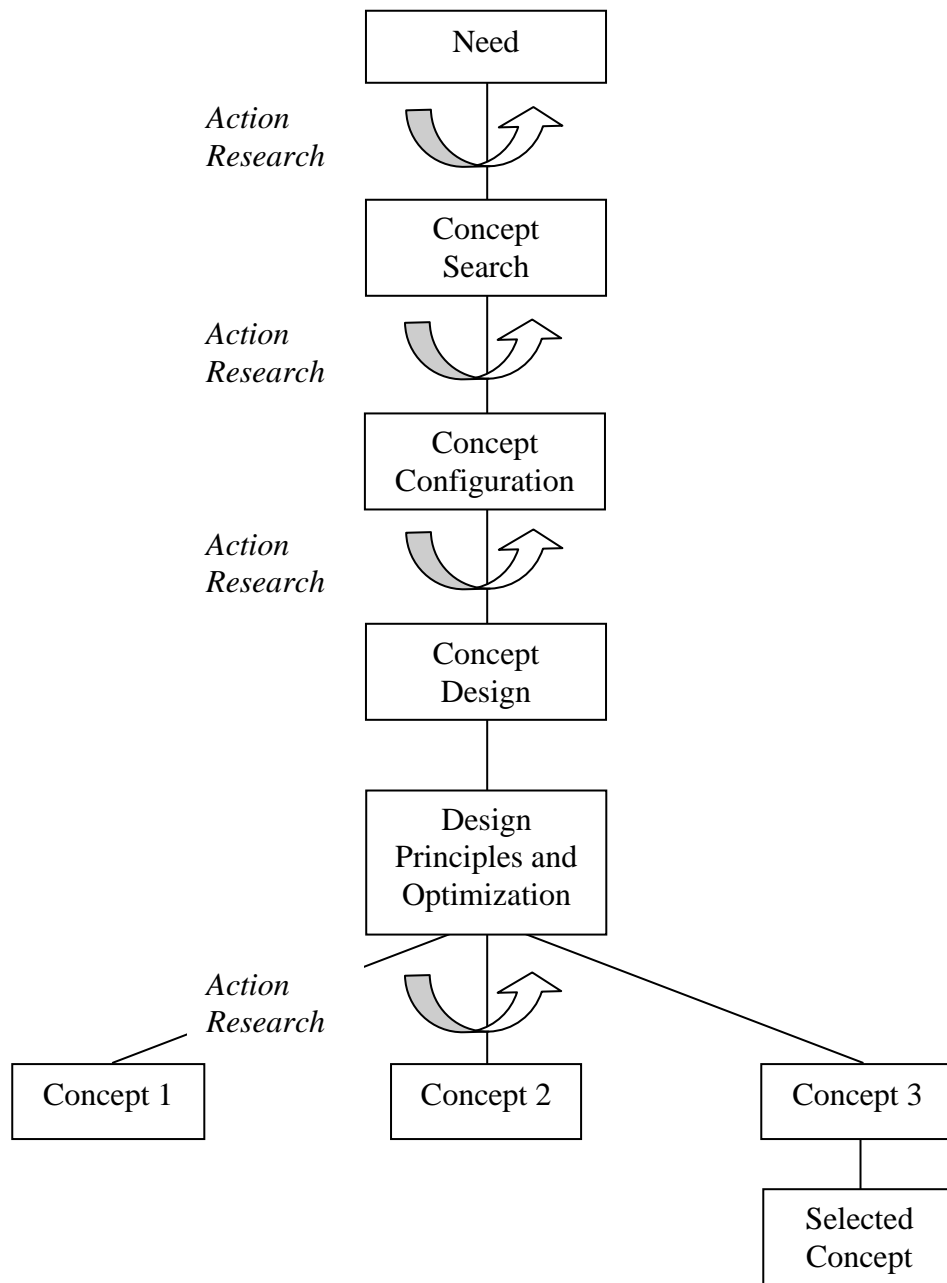 Need
Action
Research
Concept
Search
Action
Research
Concept
Configuration
Action
Research
Concept
Design
Design
Principles and
Optimization
Action
Research
Concept 1
Concept 2
Concept 3
Selected
Concept